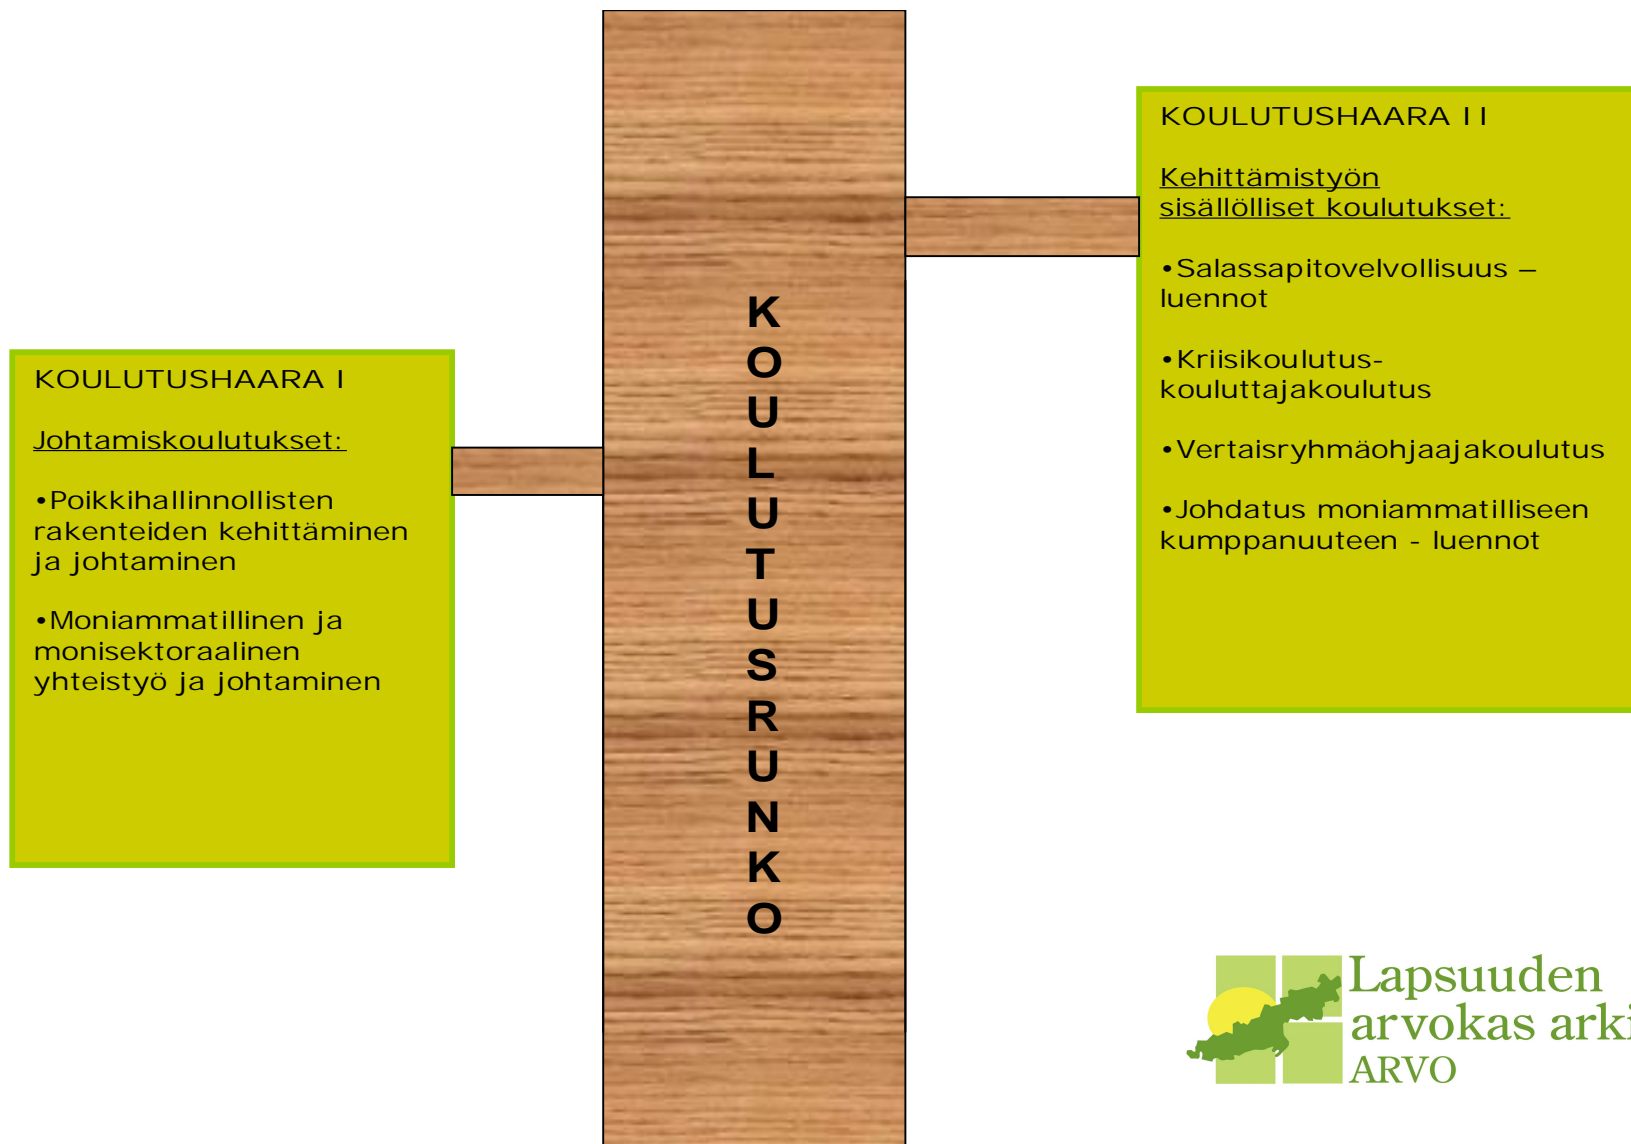 KOULUTUSHAARA I
Johtamiskoulutukset:
•Poikkihallinnollisten
rakenteiden kehittäminen
ja johtaminen
•Moniammatillinen ja
monisektoraalinen
yhteistyö ja johtaminen
K
O
U
L
U
T
U
S
R
U
N
K
O
KOULUTUSHAARA II
Kehittämistyön
sisällölliset koulutukset:
•Salassapitovelvollisuus –
luennot
•Kriisikoulutus-
kouluttajakoulutus
•Vertaisryhmäohjaajakoulutus
•Johdatus moniammatilliseen
kumppanuuteen - luennot
Lapsuuden
arvokas arki
ARVO